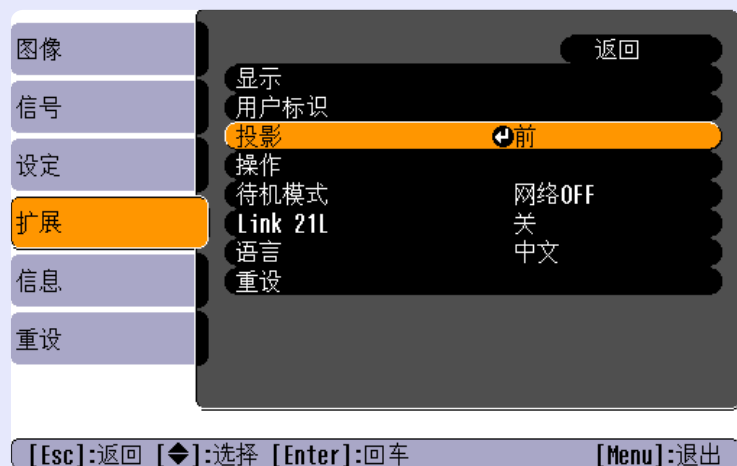 图像
信号
设定
扩展
信息
重设
返回
显示
用户标识
投影 前
操作
待机模式 网络OFF
Link 21L 关
语言 中文
重设
[Esc]:返回 [◆]:选择 [Enter]:回车 [Menu]:退出